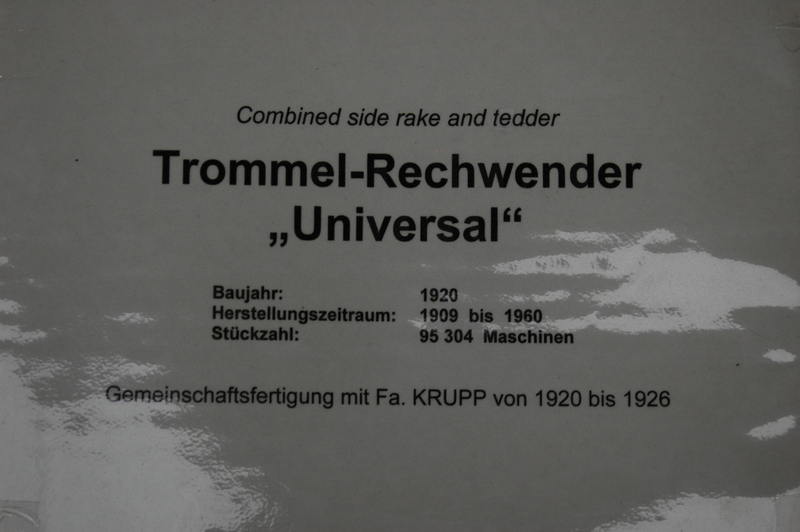 Combined side rake and tedder
Trommel-Rechwender
„Universal“
Baujahr: 1920
Herstellungszeitraum: 1909 bis 1960
Stückzahl: 95 304 Maschinen
Gemeinschaftsfertigung mit Fa. KRUPP von 1920 bis 1926